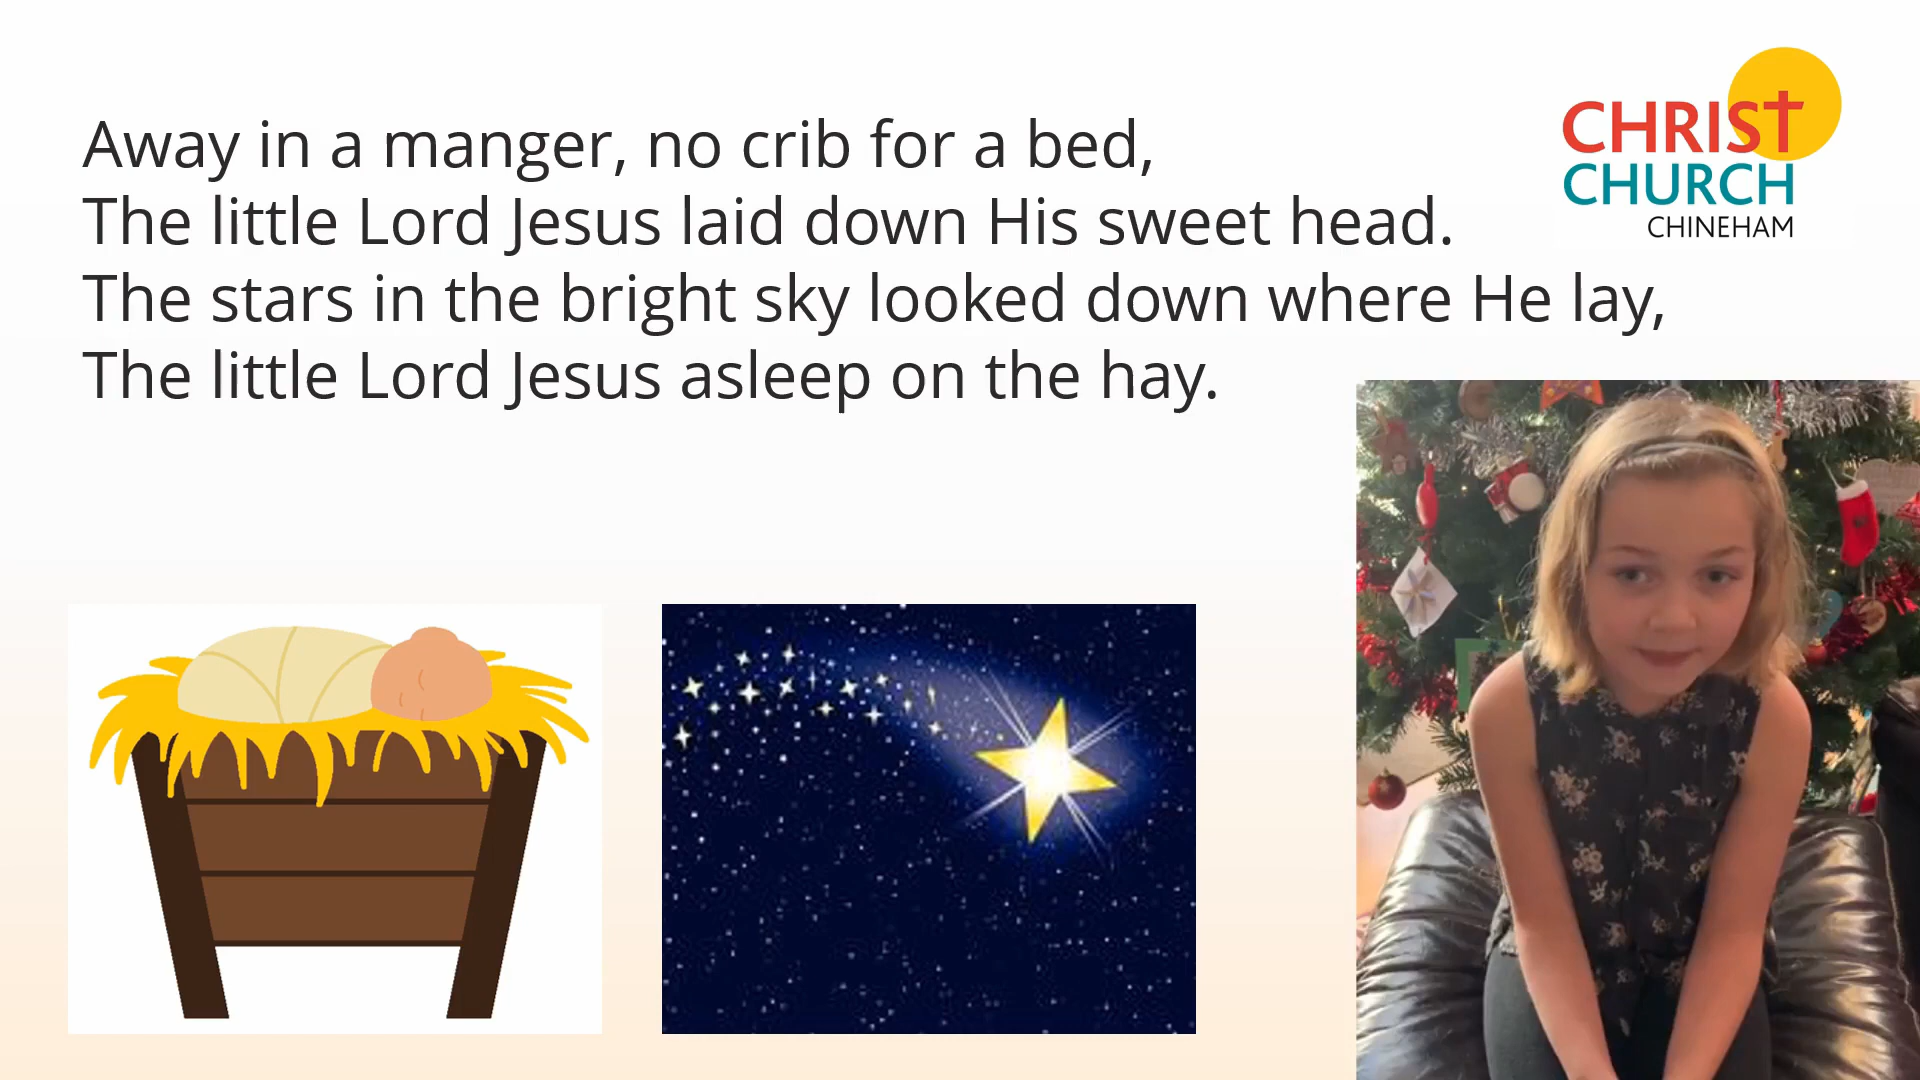 Away in a manger, no crib for a bed,
The little Lord Jesus laid down His sweet head.
The stars in the bright sky looked down where He lay,
The little Lord Jesus asleep on the hay.
CHRIST
CHURCH
CHINEHAM